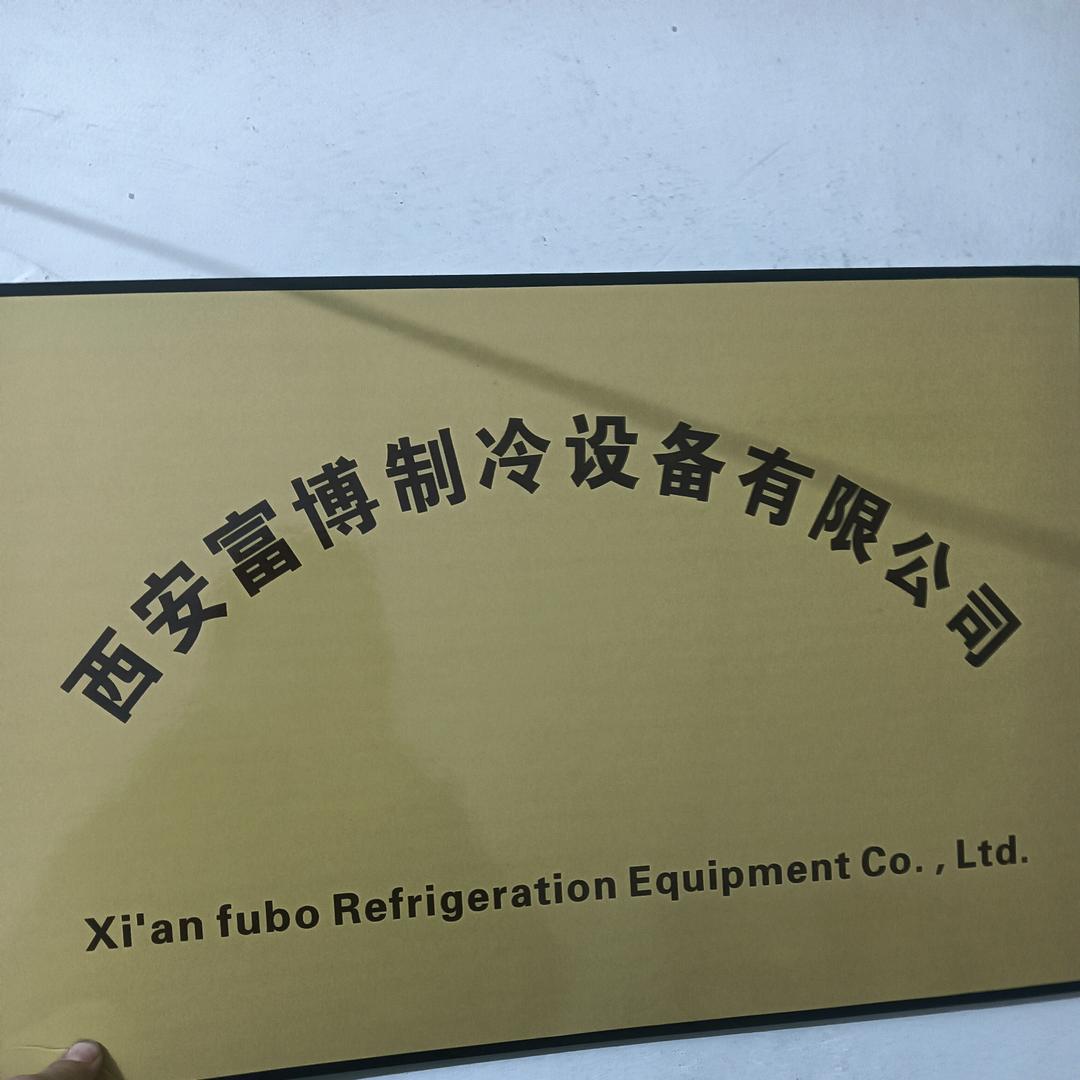 西安富博制冷设备有限公司
Xi'an fubo Refrigeration Equipment Co. , Ltd.